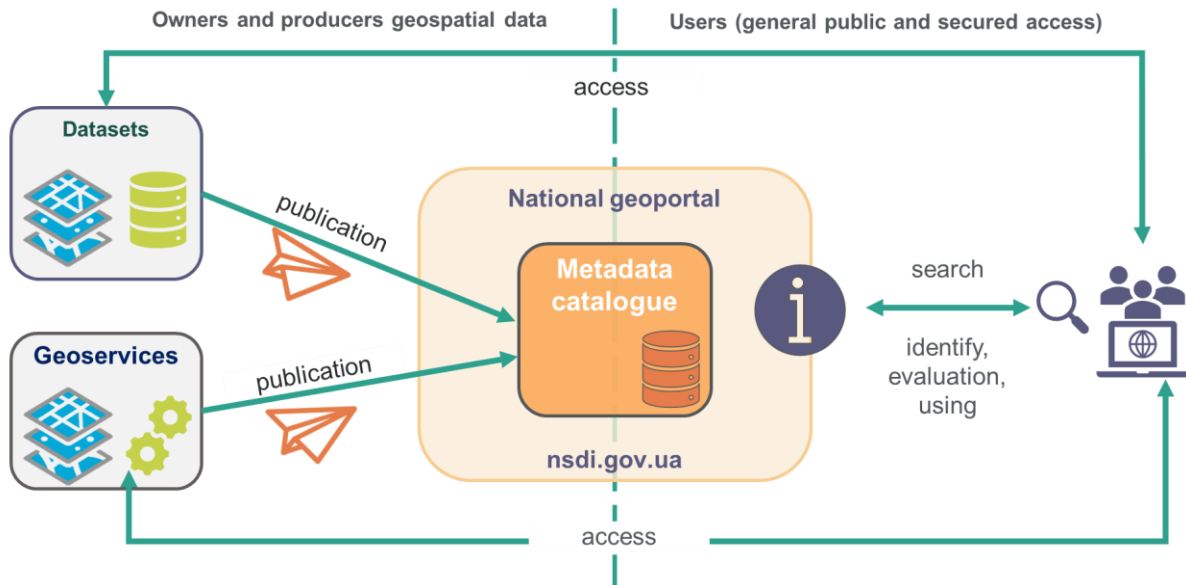 Owners and producers geospatial data
Users (general public and secured access)
access
Datasets
publication
National geoportal
Metadata
catalogue
search
identify,
evaluation,
using
Geoservices
publication
nsdi.gov.ua
access